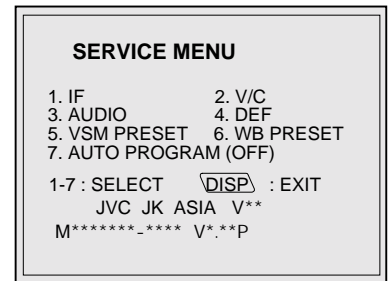 SERVICE MENU
1. IF 2. V/C
3. AUDIO 4. DEF
5. VSM PRESET 6. WB PRESET
7. AUTO PROGRAM (OFF)
1-7 : SELECT DISP : EXIT
JVC JK ASIA V**
M*******-**** V*.**P